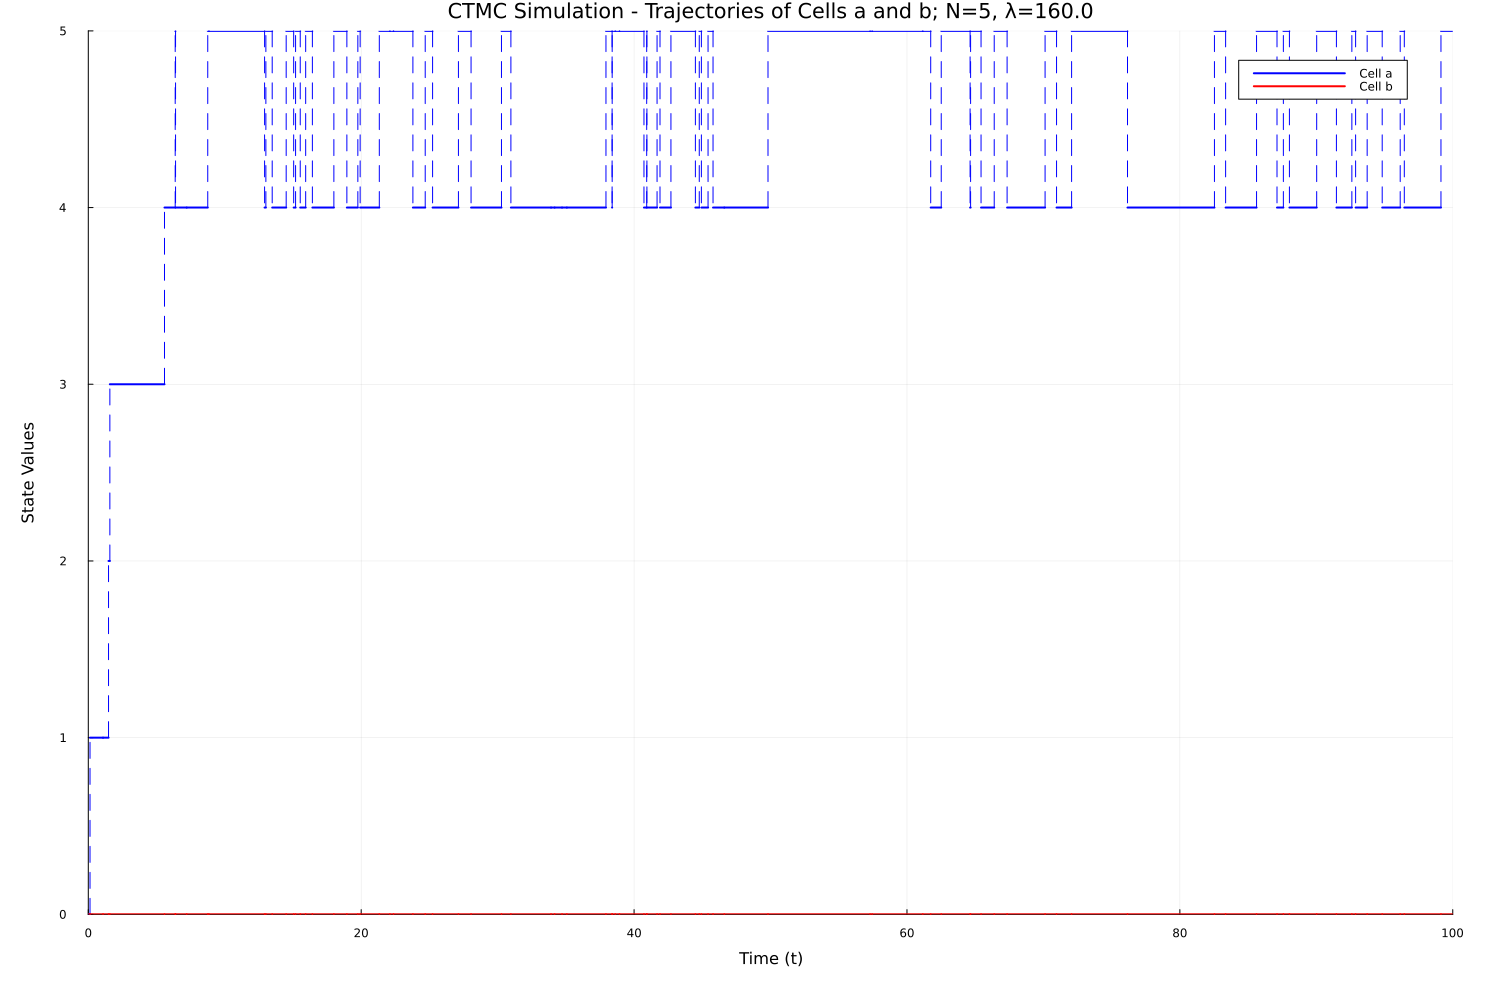 CTMC Simulation - Trajectories of Cells a and b; N=5, λ=160.0
5
Cell a
Cell b
4
3
State Values
2
1
0
0 20 40 60 80 100
Time (t)